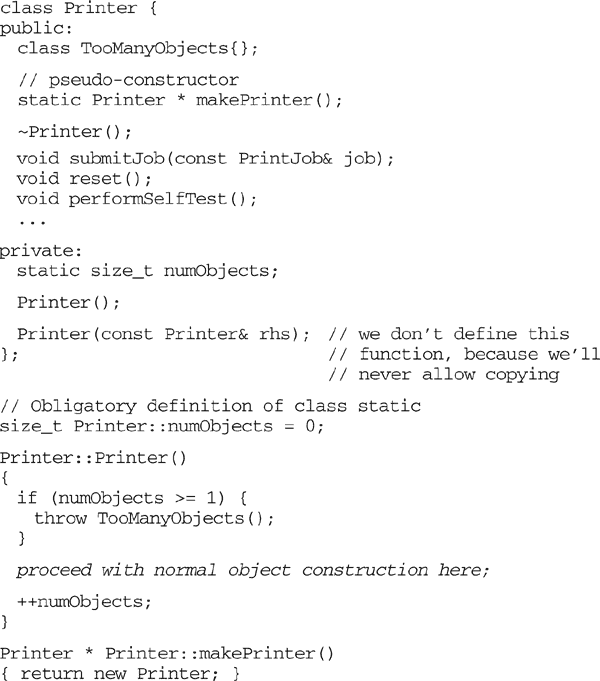 class Printer {
public:
  class TooManyObjects{};
  // pseudo-constructor
  static Printer * makePrinter();
  ~Printer();
  void submitJob(const PrintJob& job);
  void reset();
  void performSelfTest();
  ...
private:
  static size_t numObjects;
  Printer();
  Printer(const Printer& rhs);  // we don’t define this
};                              // function, because we’ll
                                // never allow copying
// Obligatory definition of class static
size_t Printer::numObjects = 0;
Printer::Printer()
{
  if (numObjects >= 1) {
    throw TooManyObjects();
  }
  proceed with normal object construction here;
  ++numObjects;
}
Printer * Printer::makePrinter()
{ return new Printer; }